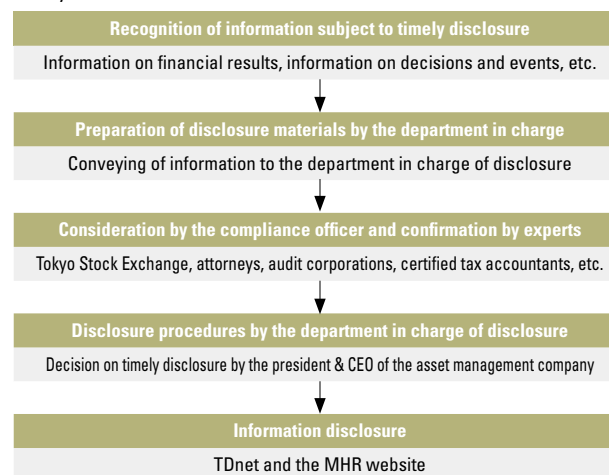 Recognition of information subject to timely disclosure
Information on financial results, information on decisions and events, etc.
Preparation of disclosure materials by the department in charge
Conveying of information to the department in charge of disclosure
Consideration by the compliance officer and confirmation by experts
Tokyo Stock Exchange, attorneys, audit corporations, certified tax accountants, etc.
Disclosure procedures by the department in charge of disclosure
Decision on timely disclosure by the president & CEO of the asset management company
Information disclosure
TDnet and the MHR website